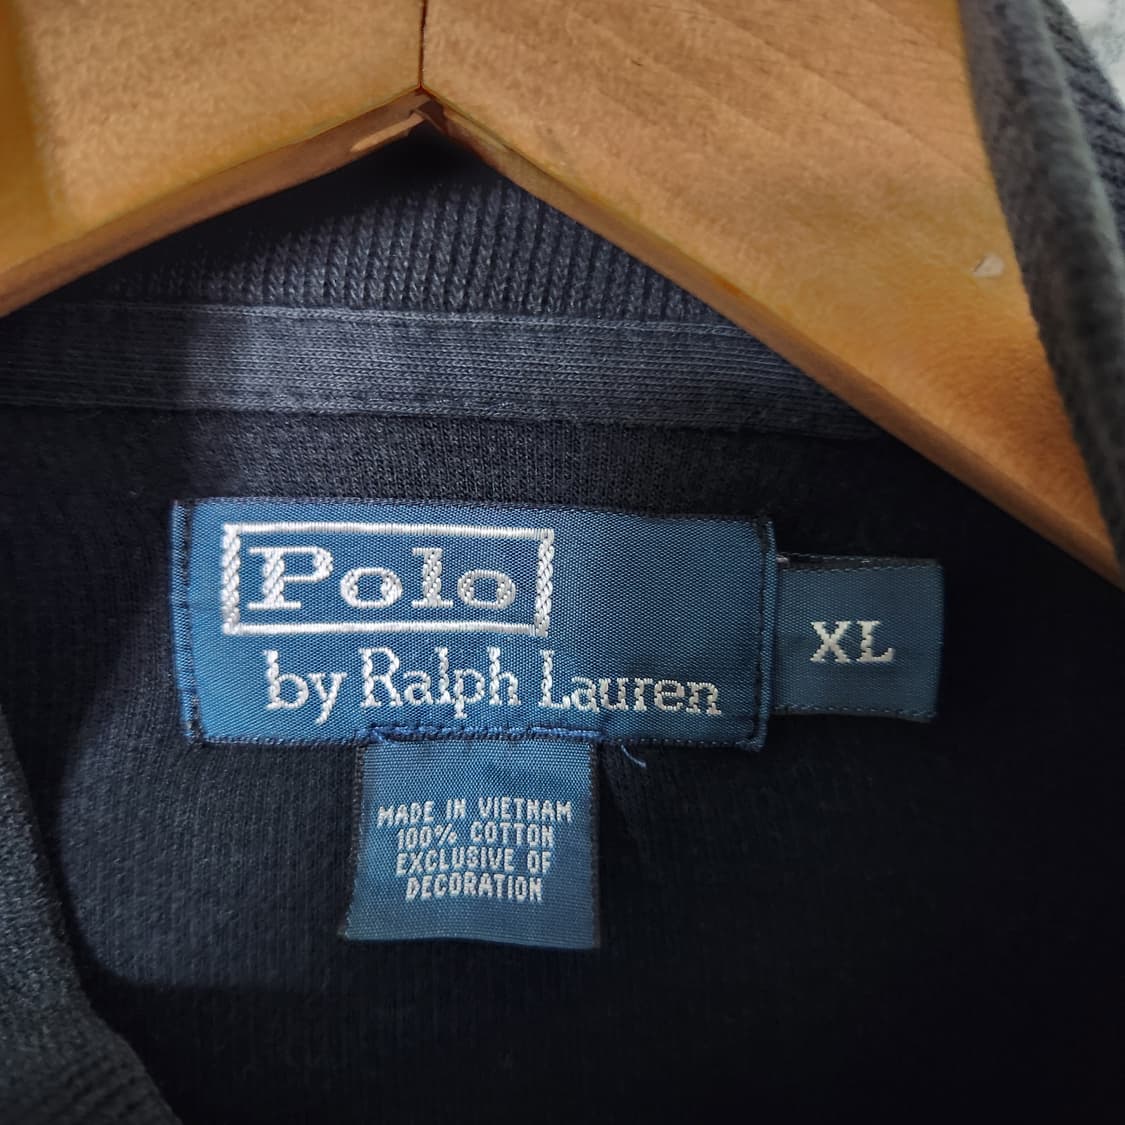 Polo
by Ralph Lauren
XL
MADE IN VIETNAM
100% COTTON
EXCLUSIVE OF
DECORATION